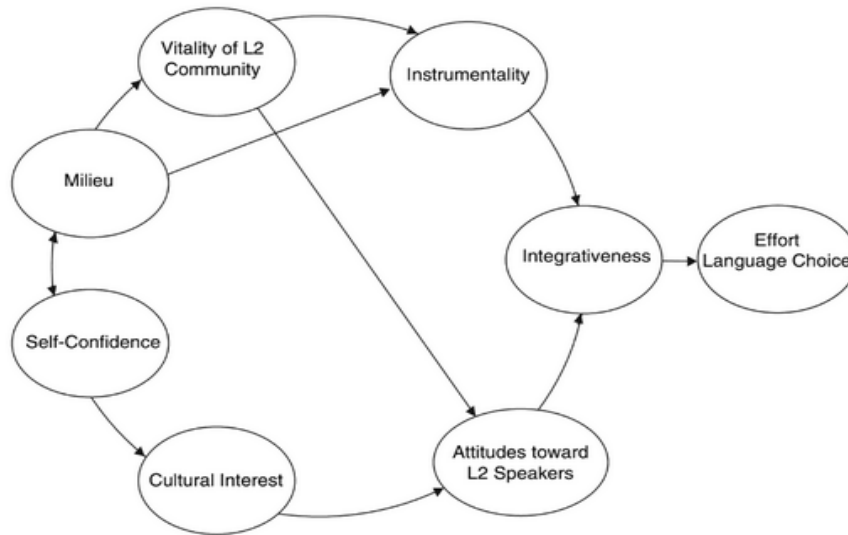 Vitality of L2
Community
Instrumentality
Milieu
Integrativeness
Effort
Language Choice
Self-Confidence
Cultural Interest
Attitudes toward
L2 Speakers